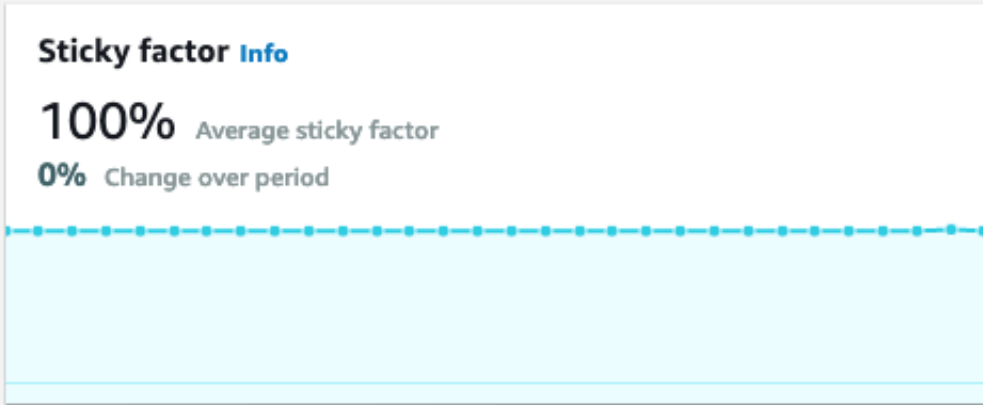 Sticky factor Info
100% Average sticky factor
0% Change over period